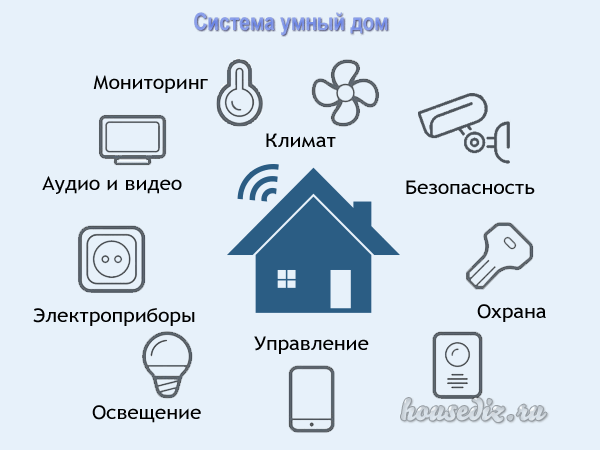 Система умный дом
Мониторинг
Климат
Аудио и видео
Безопасность
Электроприборы
Охрана
Управление
Освещение
housediz.ru